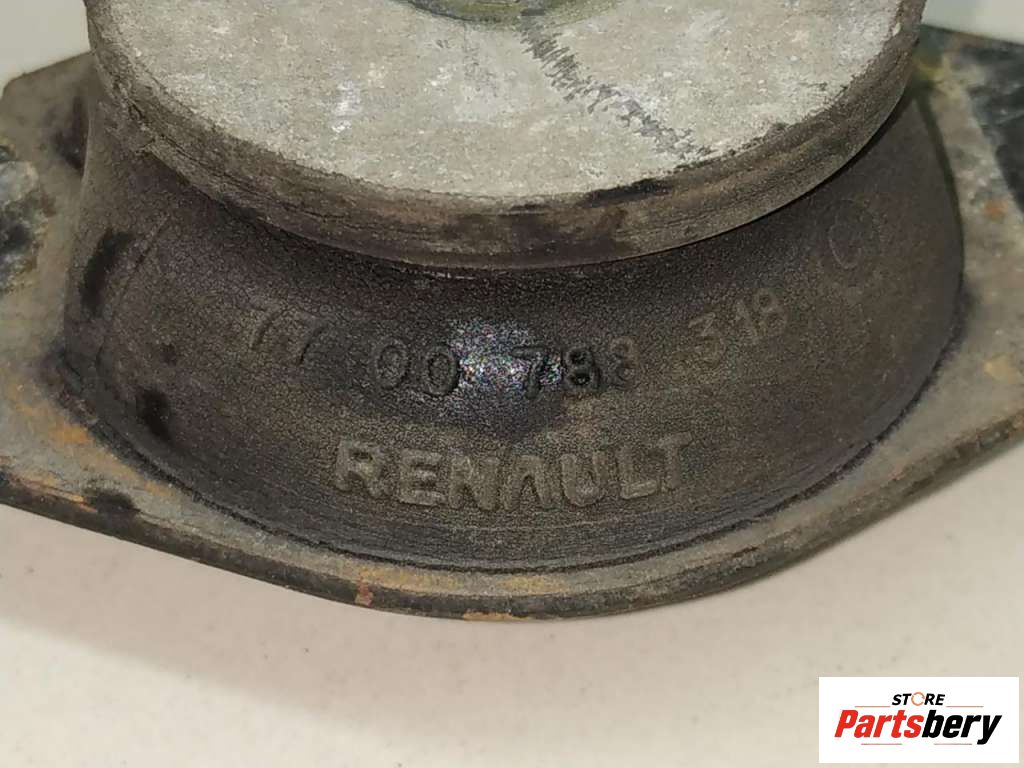 77 00 783 318
RENAULT
STORE
Partsbery